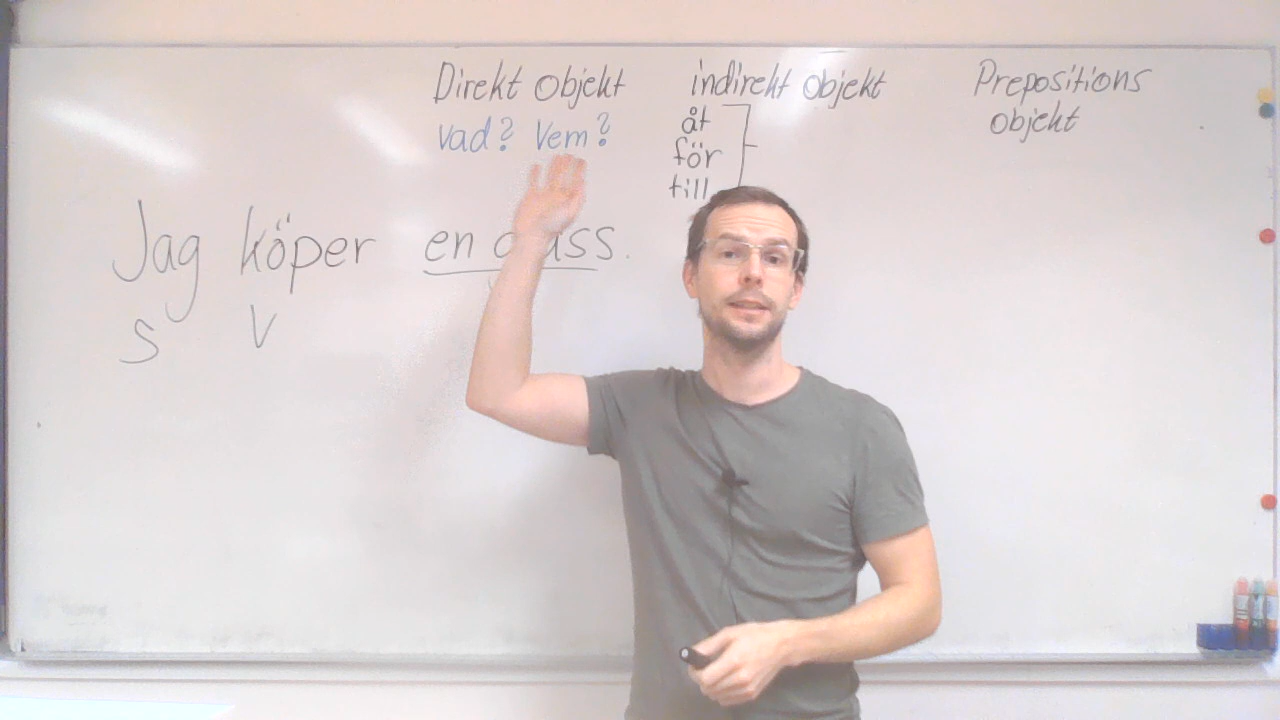 Direkt objekt indirekt objekt Prepositions
objekt
vad? Vem? åt
för
till
Jag köper en glass.
S V